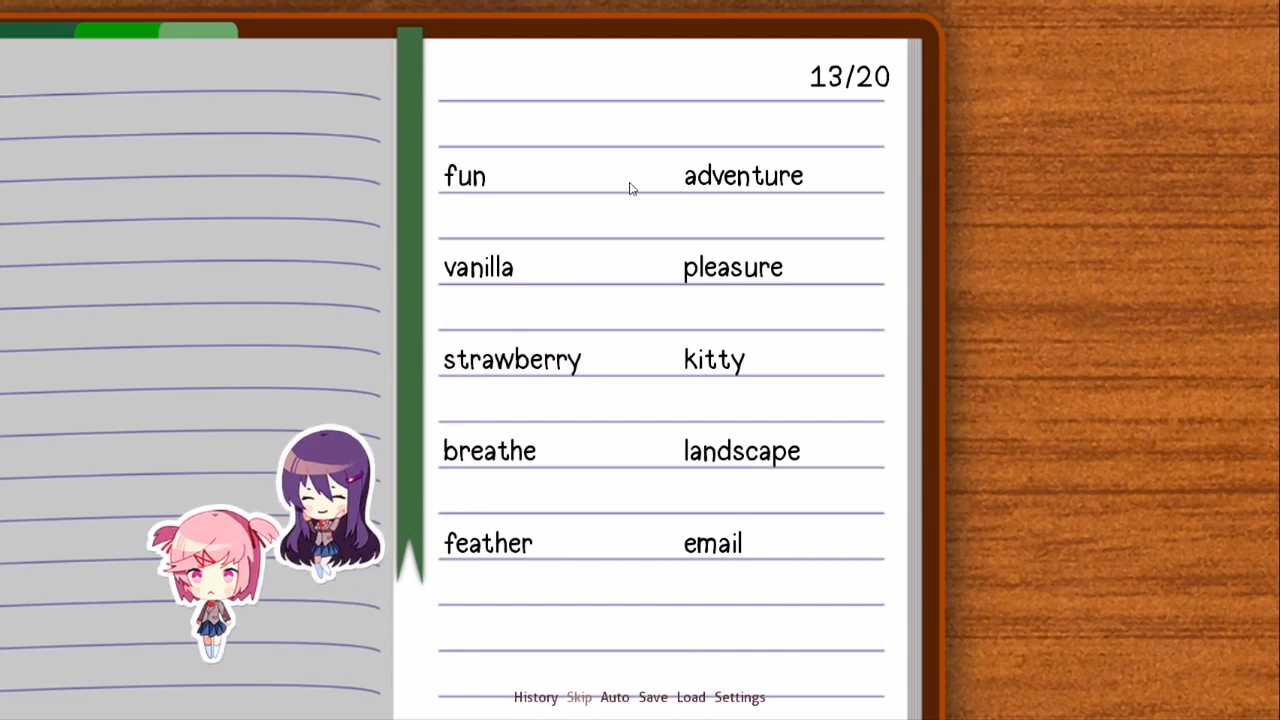 13/20
fun adventure
vanilla pleasure
strawberry kitty
breathe landscape
feather email
History Skip Auto Save Load Settings